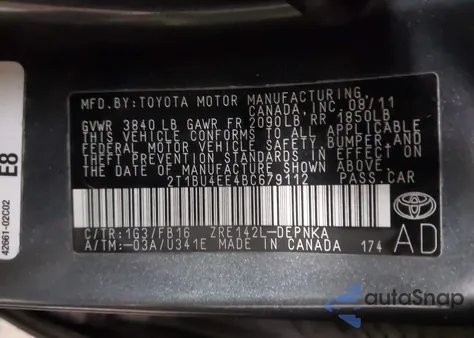 MFD.BY:TOYOTA MOTOR MANUFACTURING,
CANADA, INC. 08/11
GVWR 3840 LB GAWR FR 2090LB RR 1850LB
THIS VEHICLE CONFORMS TO ALL APPLICABLE
FEDERAL MOTOR VEHICLE SAFETY, BUMPER, AND
THEFT PREVENTION STANDARDS IN EFFECT ON
THE DATE OF MANUFACTURE SHOWN ABOVE.
2T1BU4EE4BC679112 PASS.CAR
C/TR:1G3/FB16 ZRE142L-DEPNKA
A/TM:-03A/U341E MADE IN CANADA 174
TOYOTA
AD
E8
42661-02C02
autoSnap